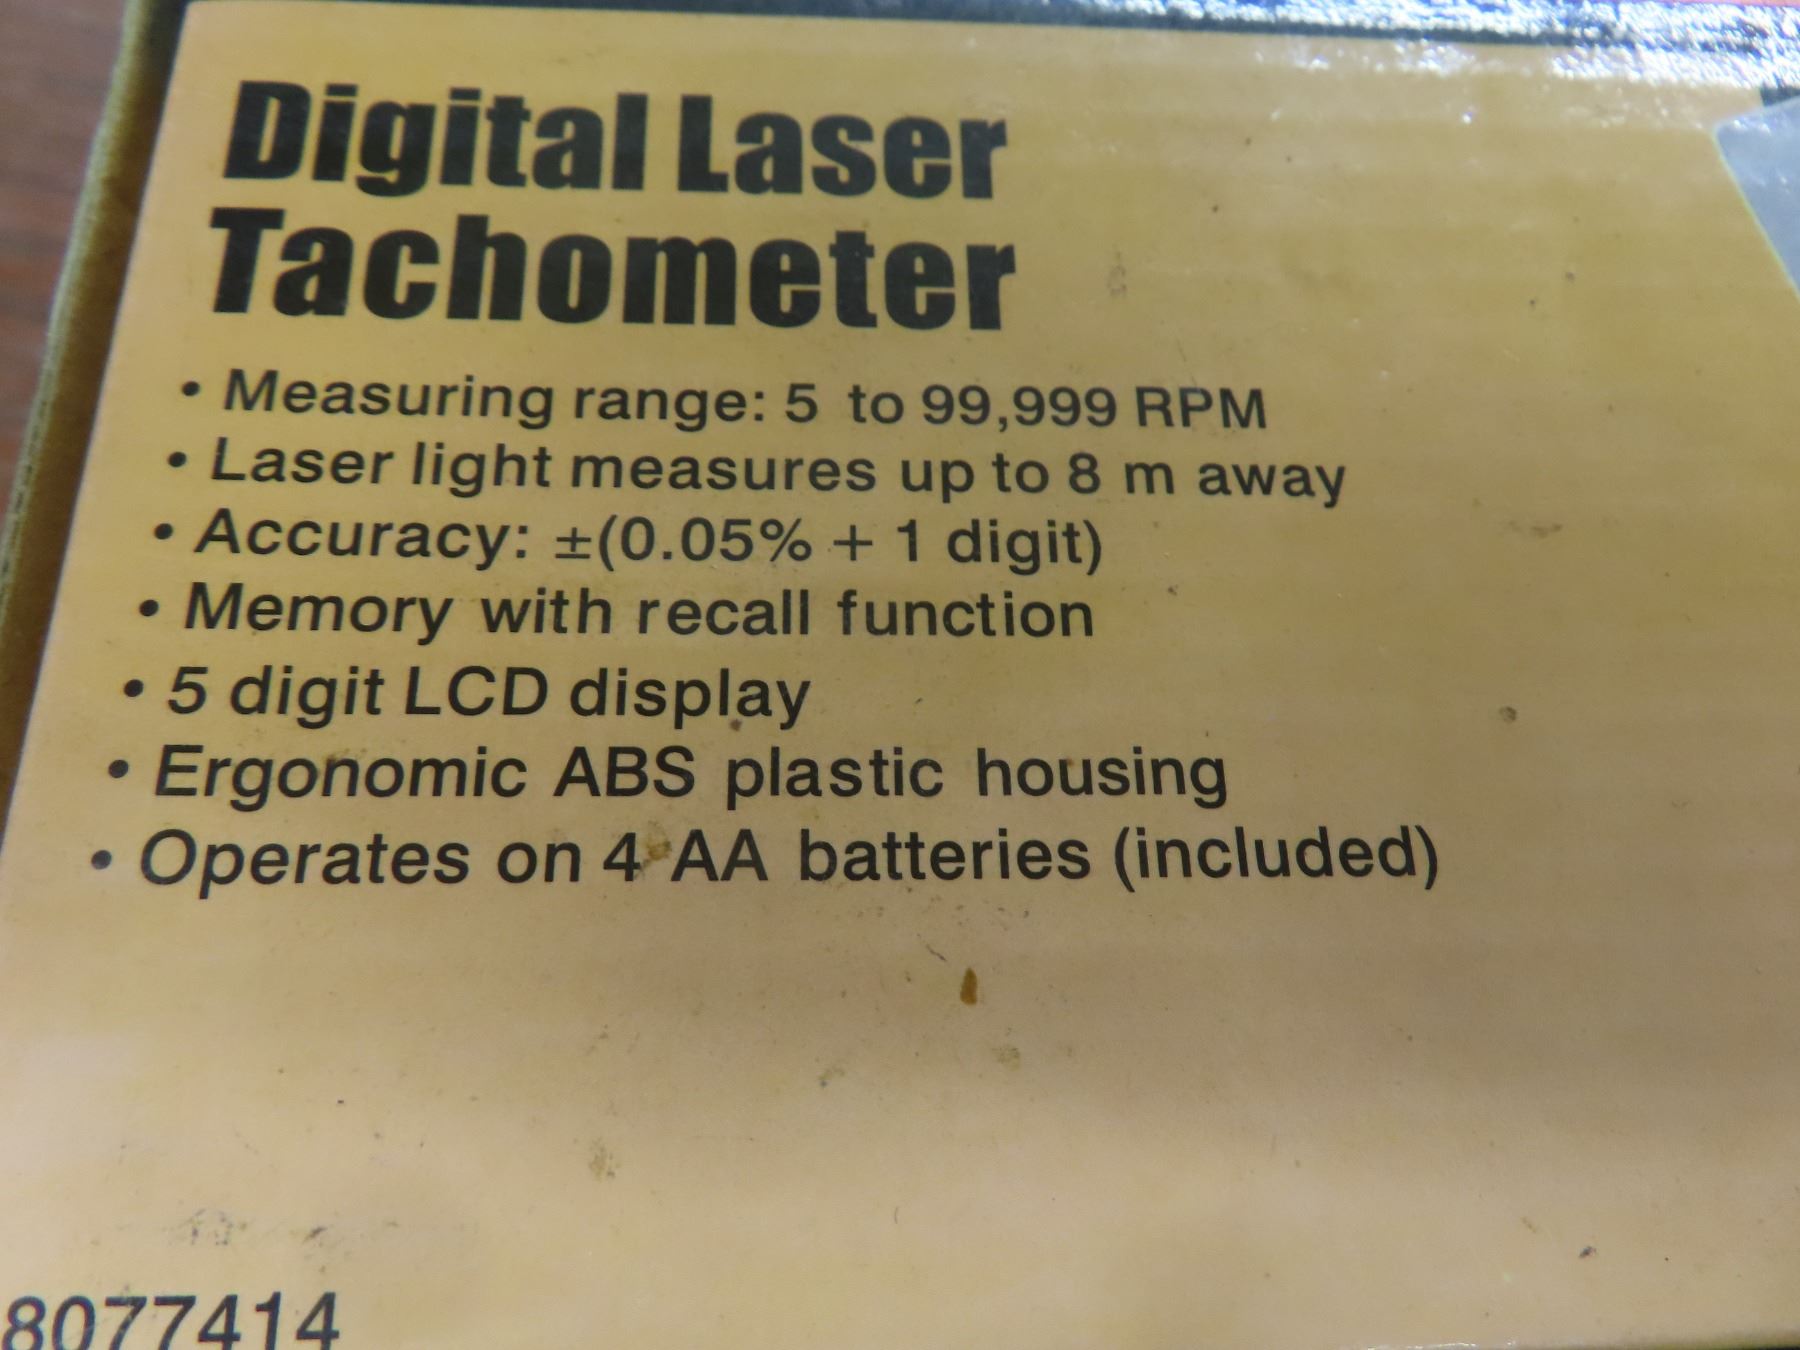 Digital Laser
Tachometer
• Measuring range: 5 to 99,999 RPM
• Laser light measures up to 8 m away
• Accuracy: ±(0.05% + 1 digit)
• Memory with recall function
• 5 digit LCD display
• Ergonomic ABS plastic housing
• Operates on 4 AA batteries (included)
8077414